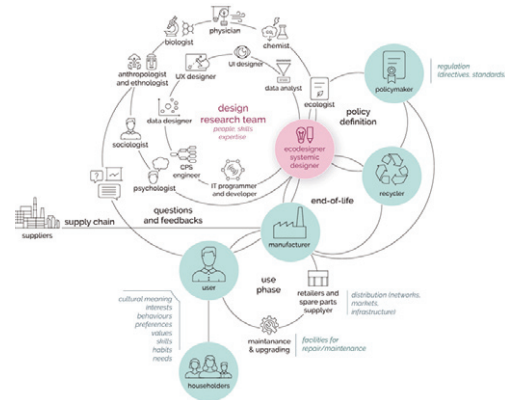 physician
biologist
chemist
UX designer
UI designer
anthropologist
and ethnologist
data analyst
ecologist
policymaker
regulation
(directives, standards)
data designer
design
research team
people, skills
expertise
policy
definition
sociologist
ecodesigner
systemic
designer
CPS
engineer
psychologist
IT programmer
and developer
recycler
end-of-life
suppliers
supply chain
questions
and feedbacks
manufacturer
user
use
phase
retailers and
spare parts
supplyer
distribution (networks,
markets,
infrastructure)
cultural meaning
interests
behaviours
preferences
values
skills
habits
needs
maintanance
& upgrading
facilities for
repair/maintenance
householders